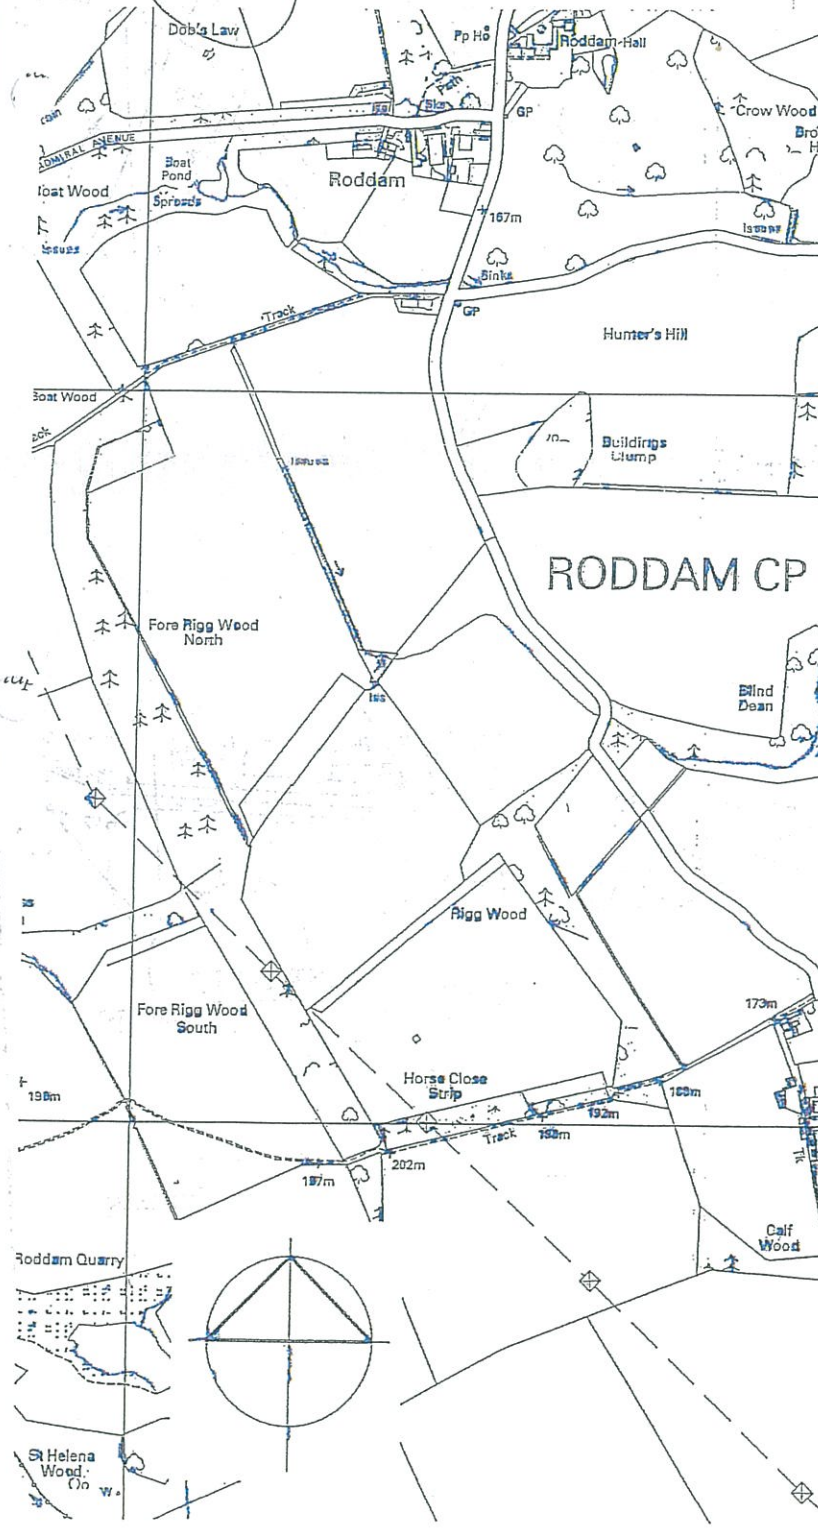 Dob's Law
Pp Ho
Roddam Hall
Path
GP
Crow Wood
ADMIRAL AVENUE
Boat
Pond
Spreads
Roddam
Boat Wood
Issues
167m
Issues
Sinks
GP
Track
Hunter's Hill
Boat Wood
Issues
Buildings
Clump
RODDAM CP
Fore Rigg Wood
North
Iss
Blind
Dean
Rigg Wood
Fore Rigg Wood
South
173m
Horse Close
Strip
198m
192m
Track
202m
197m
Tk
Calf
Wood
Roddam Quarry
St Helena
Wood